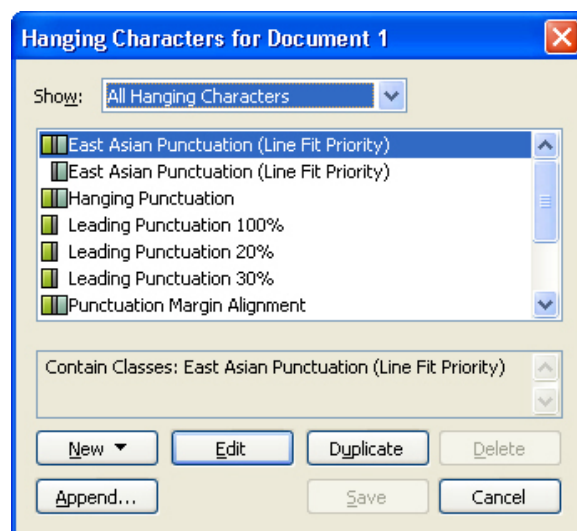 Hanging Characters for Document 1
Show: All Hanging Characters
East Asian Punctuation (Line Fit Priority)
East Asian Punctuation (Line Fit Priority)
Hanging Punctuation
Leading Punctuation 100%
Leading Punctuation 20%
Leading Punctuation 30%
Punctuation Margin Alignment
Contain Classes: East Asian Punctuation (Line Fit Priority)
New Edit Duplicate Delete
Append... Save Cancel